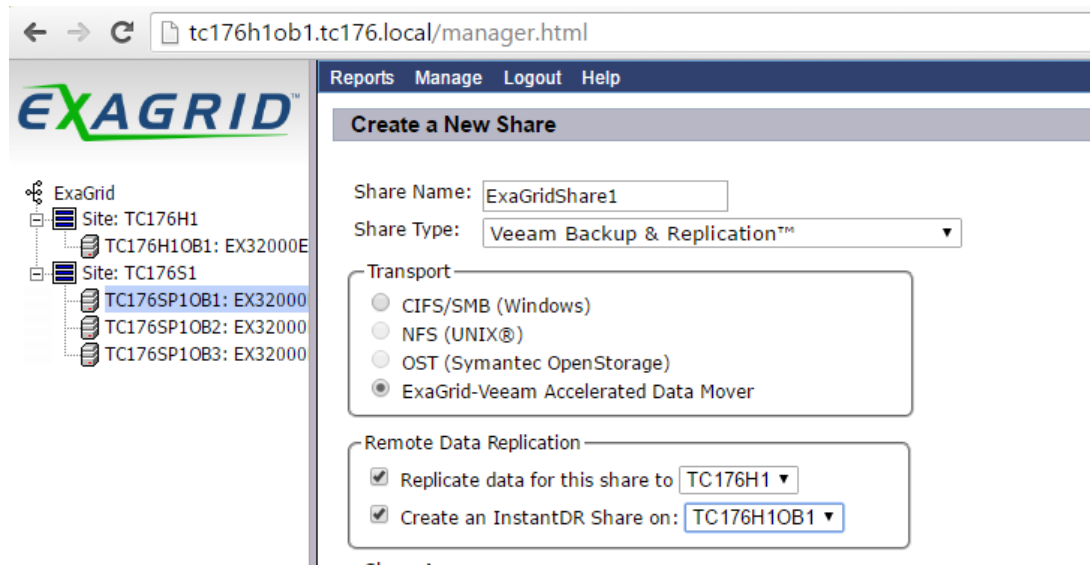 tc176h1ob1.tc176.local/manager.html
EXAGRID™
Reports Manage Logout Help
Create a New Share
ExaGrid
Site: TC176H1
TC176H1OB1: EX32000E
Site: TC176S1
TC176SP1OB1: EX32000
TC176SP1OB2: EX32000
TC176SP1OB3: EX32000
Share Name: ExaGridShare1
Share Type: Veeam Backup & Replication™
Transport
CIFS/SMB (Windows)
NFS (UNIX®)
OST (Symantec OpenStorage)
ExaGrid-Veeam Accelerated Data Mover
Remote Data Replication
Replicate data for this share to TC176H1
Create an InstantDR Share on: TC176H1OB1